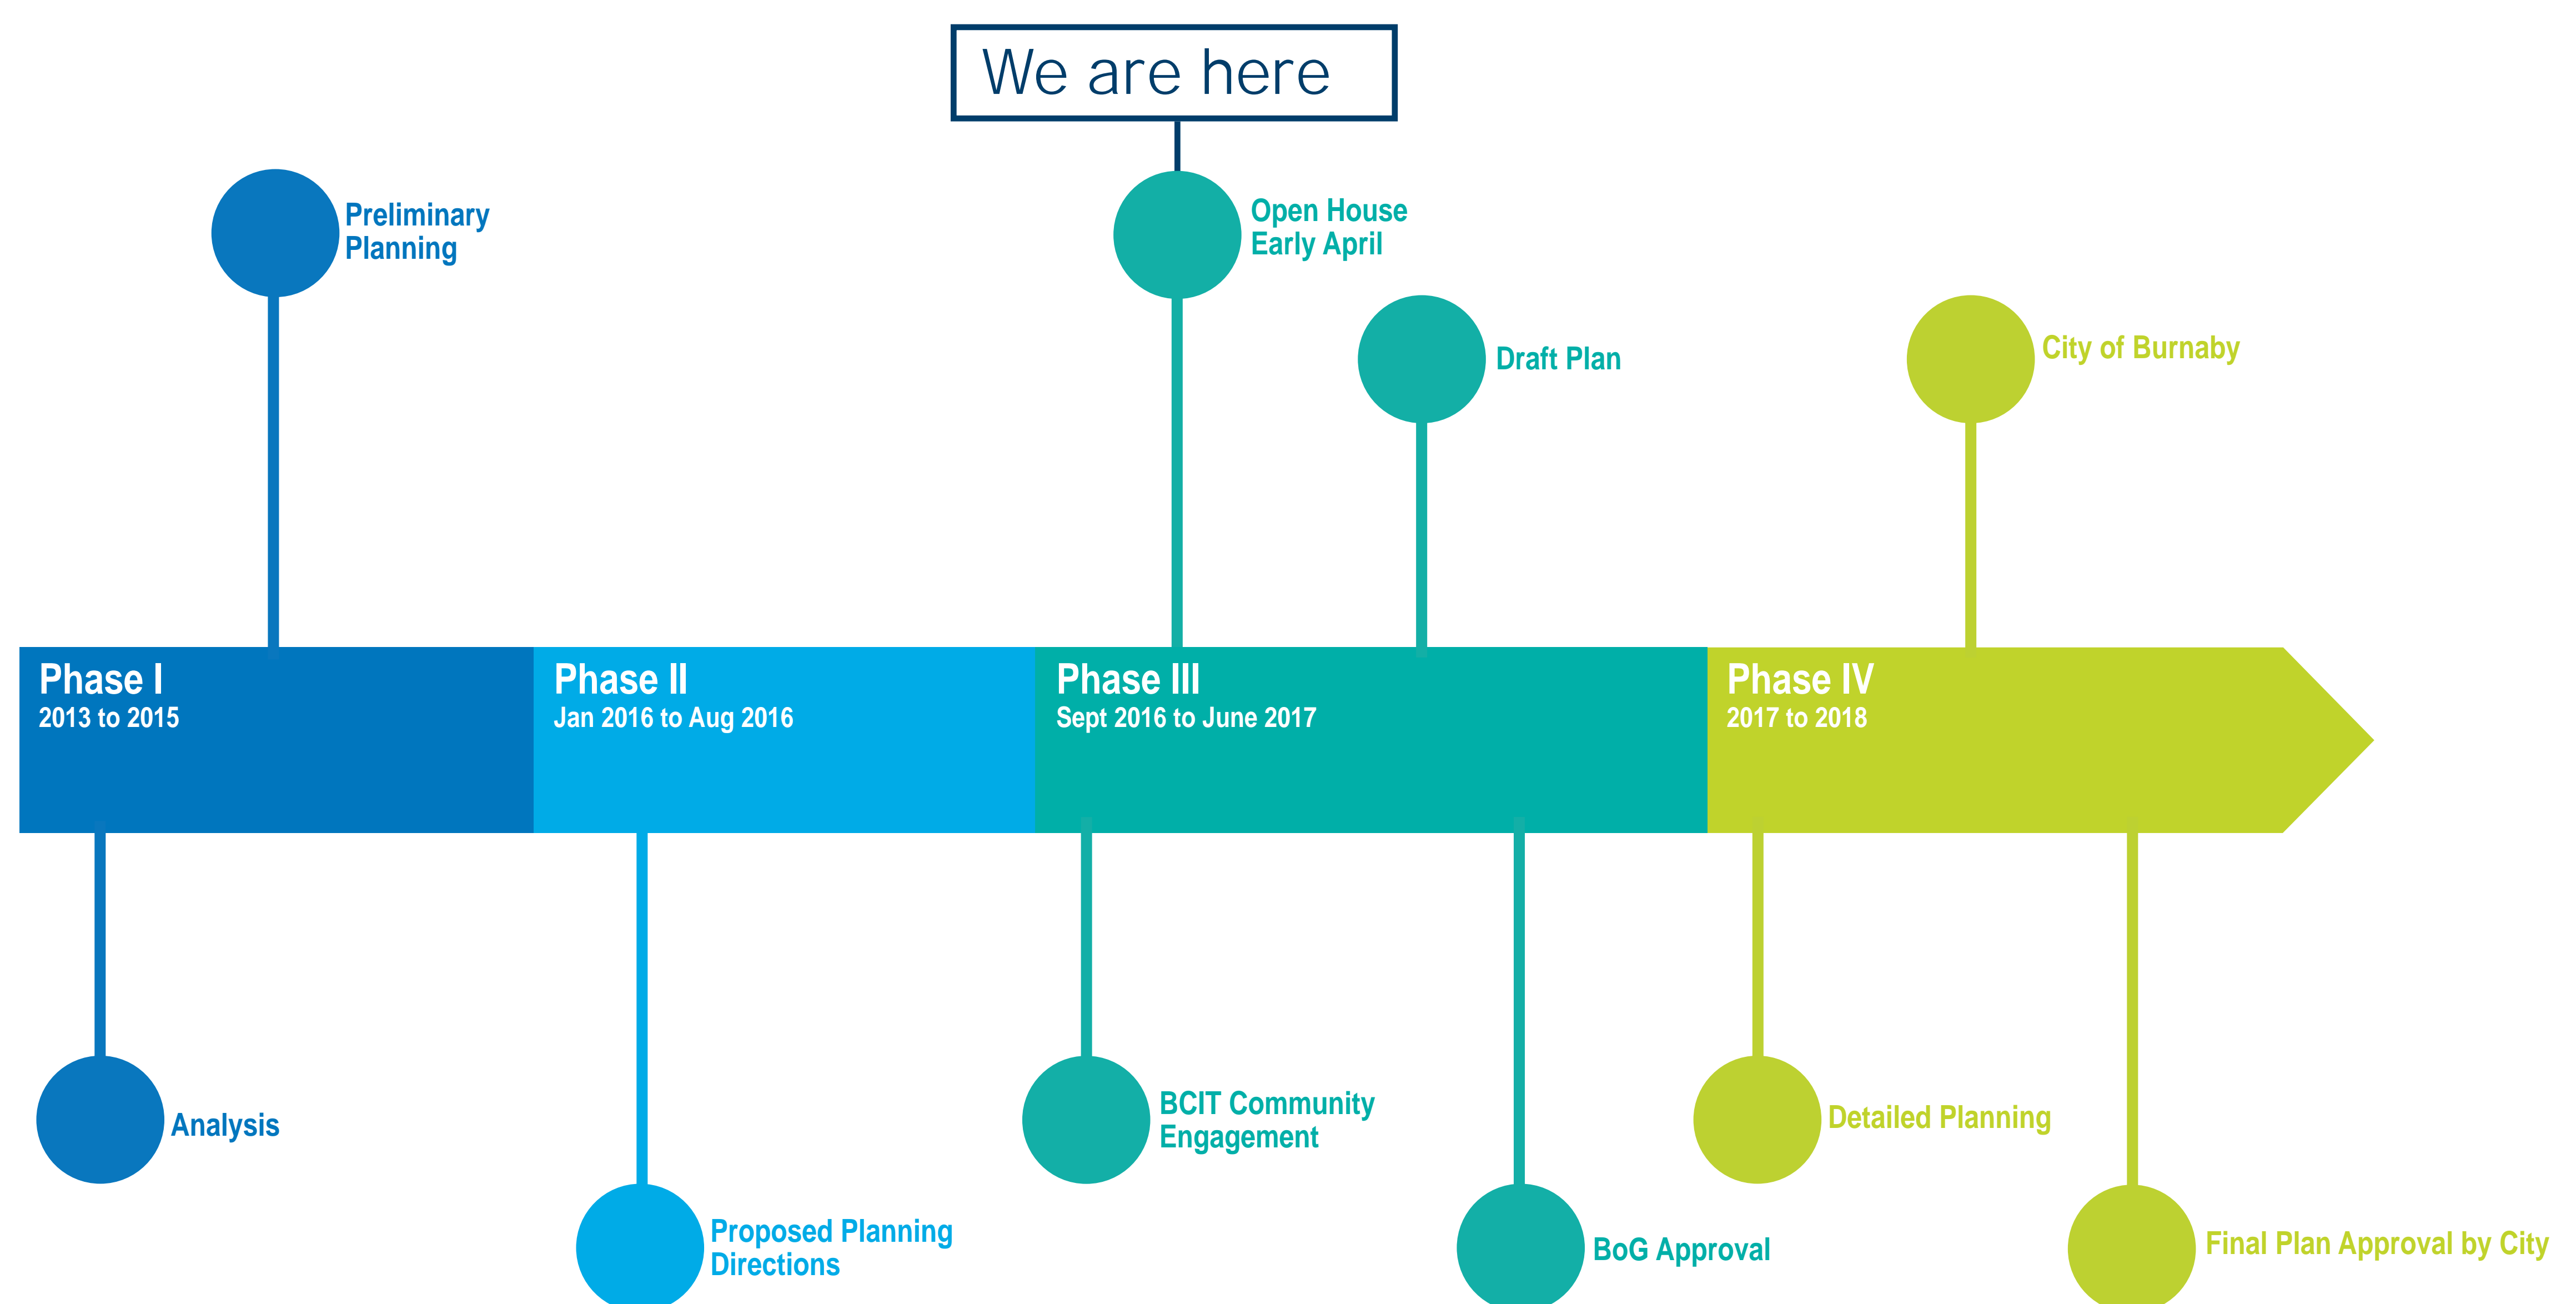 We are here
Preliminary
Planning
Open House
Early April
Draft Plan
City of Burnaby
Phase I
2013 to 2015
Phase II
Jan 2016 to Aug 2016
Phase III
Sept 2016 to June 2017
Phase IV
2017 to 2018
Analysis
BCIT Community
Engagement
Detailed Planning
Proposed Planning
Directions
BoG Approval
Final Plan Approval by City